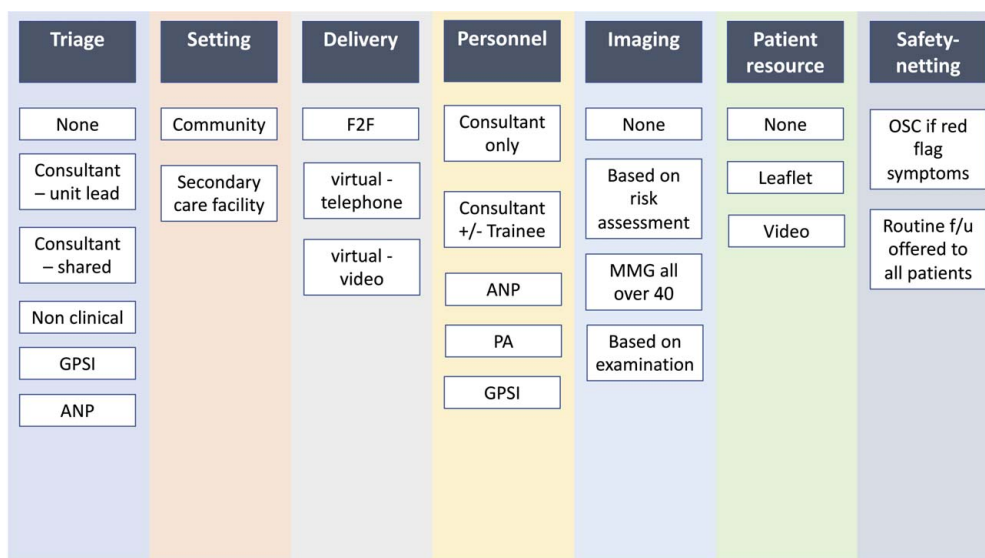 Triage
None
Consultant
– unit lead
Consultant
– shared
Non clinical
GPSI
ANP
Setting
Community
Secondary
care facility
Delivery
F2F
virtual -
telephone
virtual -
video
Personnel
Consultant
only
Consultant
+/- Trainee
ANP
PA
GPSI
Imaging
None
Based on
risk
assessment
MMG all
over 40
Based on
examination
Patient
resource
None
Leaflet
Video
Safety-
netting
OSC if red
flag
symptoms
Routine f/u
offered to
all patients